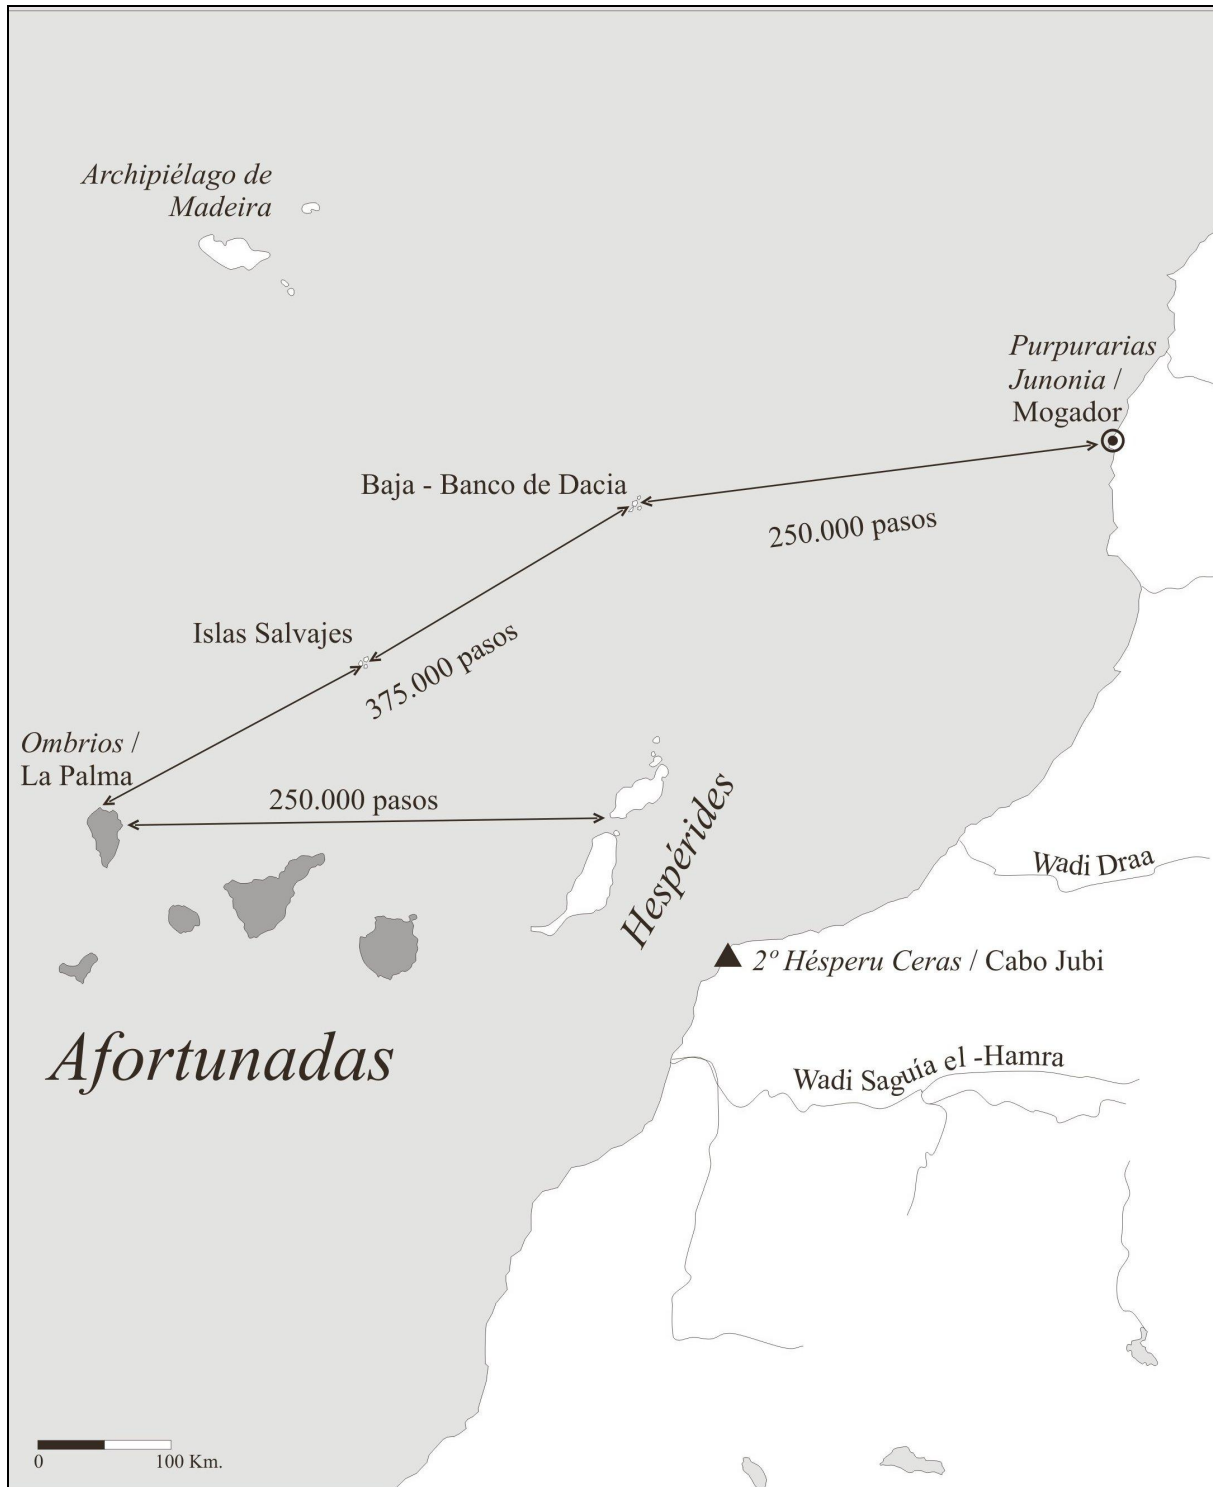 Archipiélago de
Madeira
Purpurarias
Junonia /
Mogador
Baja - Banco de Dacia
250.000 pasos
Islas Salvajes
375.000 pasos
Ombrios /
La Palma
250.000 pasos
Hespérides
Wadi Draa
2º Hésperu Ceras / Cabo Jubi
Afortunadas
Wadi Saguía el -Hamra
0 100 Km.